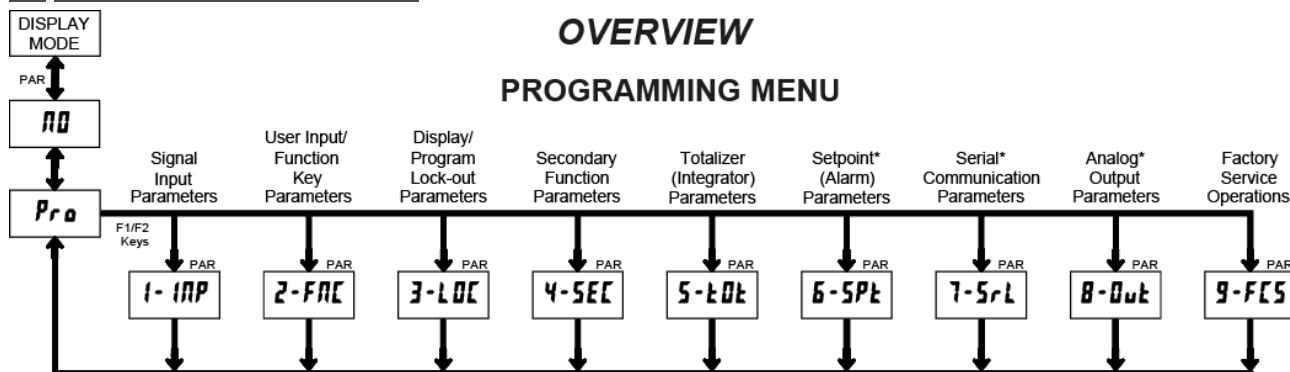 DISPLAY
MODE
OVERVIEW
PAR
PROGRAMMING MENU
NO
Pro
F1/F2
Keys
Signal
Input
Parameters
User Input/
Function
Key
Parameters
Display/
Program
Lock-out
Parameters
Secondary
Function
Parameters
Totalizer
(Integrator)
Parameters
Setpoint*
(Alarm)
Parameters
Serial*
Communication
Parameters
Analog*
Output
Parameters
Factory
Service
Operations
PAR
PAR
PAR
PAR
PAR
PAR
PAR
PAR
PAR
1-INP
2-FNC
3-LOC
4-SEC
5-tOt
6-SPt
7-SrL
8-Out
9-FCS